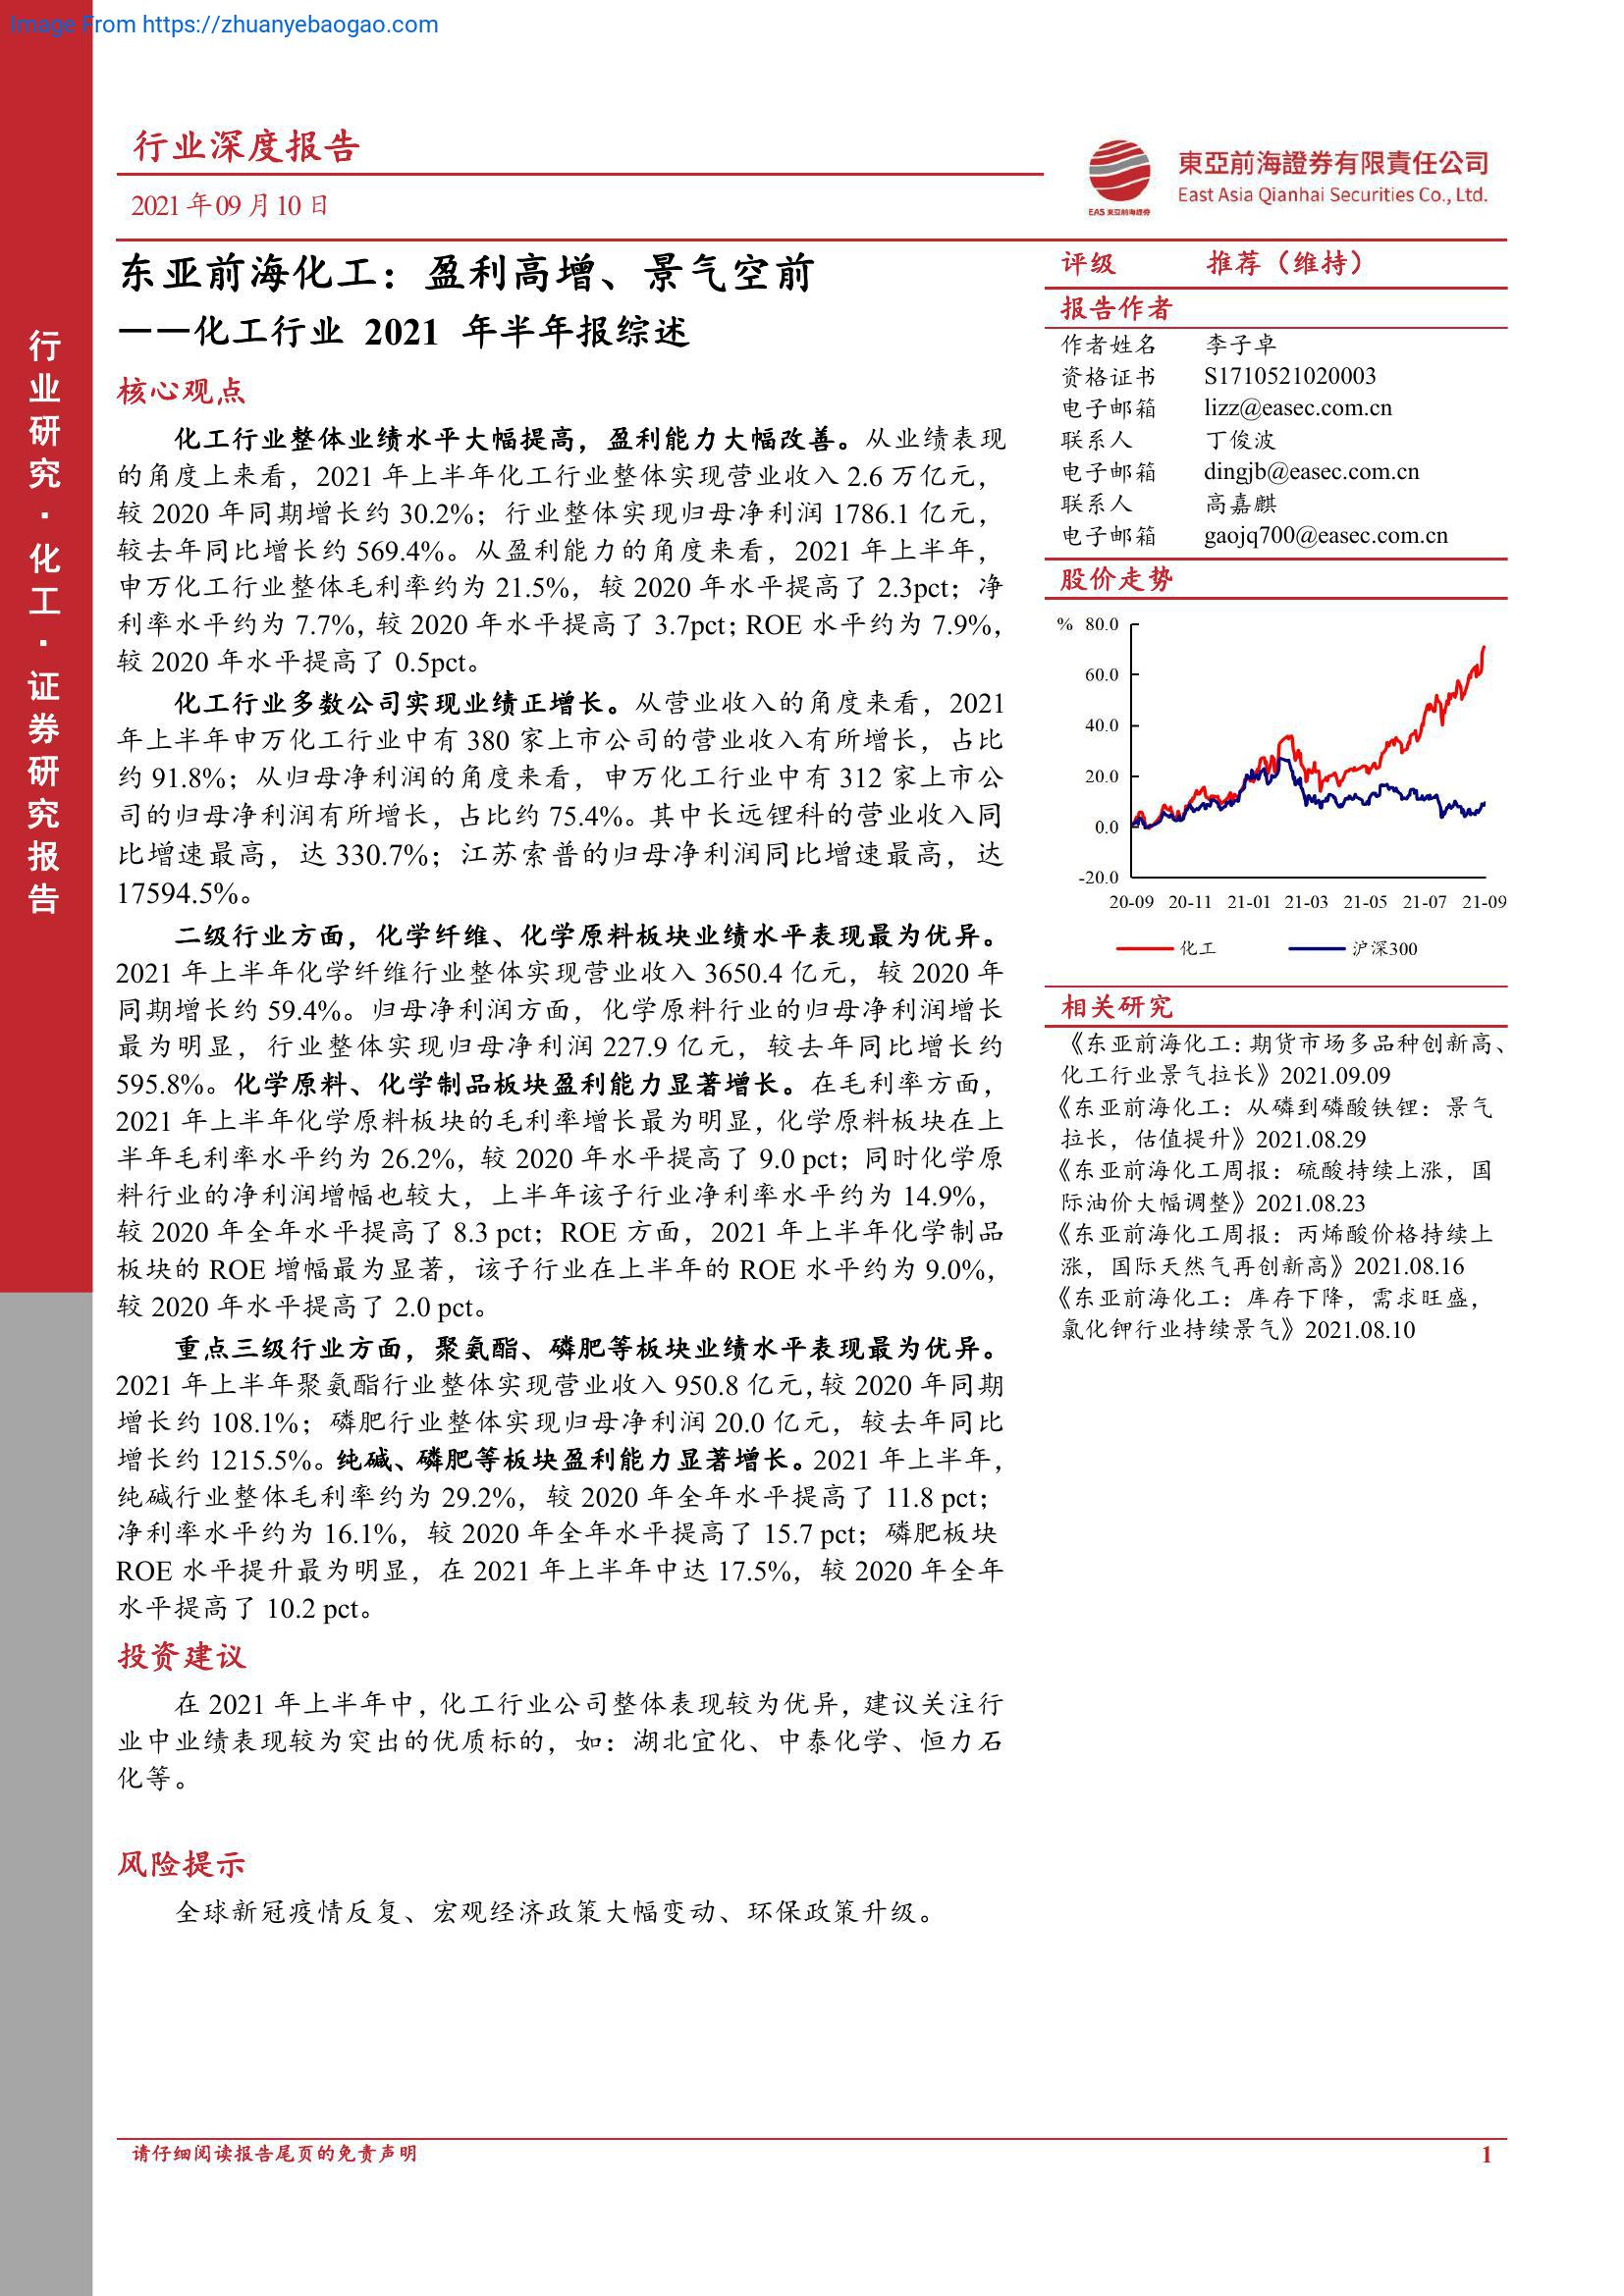 Image From https://zhuanyebaogao.com
行业研究·化工·证券研究报告
行业深度报告
2021年09月10日
EAS 東亞前海證券
東亞前海證券有限責任公司
East Asia Qianhai Securities Co., Ltd.
东亚前海化工：盈利高增、景气空前
——化工行业 2021 年半年报综述
核心观点
化工行业整体业绩水平大幅提高，盈利能力大幅改善。从业绩表现
的角度上来看，2021 年上半年化工行业整体实现营业收入 2.6 万亿元，
较 2020 年同期增长约 30.2%；行业整体实现归母净利润 1786.1 亿元，
较去年同比增长约 569.4%。从盈利能力的角度来看，2021 年上半年，
申万化工行业整体毛利率约为 21.5%，较 2020 年水平提高了 2.3pct；净
利率水平约为 7.7%，较 2020 年水平提高了 3.7pct；ROE 水平约为 7.9%，
较 2020 年水平提高了 0.5pct。
化工行业多数公司实现业绩正增长。从营业收入的角度来看，2021
年上半年申万化工行业中有 380 家上市公司的营业收入有所增长，占比
约 91.8%；从归母净利润的角度来看，申万化工行业中有 312 家上市公
司的归母净利润有所增长，占比约 75.4%。其中长远锂科的营业收入同
比增速最高，达 330.7%；江苏索普的归母净利润同比增速最高，达
17594.5%。
二级行业方面，化学纤维、化学原料板块业绩水平表现最为优异。
2021 年上半年化学纤维行业整体实现营业收入 3650.4 亿元，较 2020 年
同期增长约 59.4%。归母净利润方面，化学原料行业的归母净利润增长
最为明显，行业整体实现归母净利润 227.9 亿元，较去年同比增长约
595.8%。化学原料、化学制品板块盈利能力显著增长。在毛利率方面，
2021 年上半年化学原料板块的毛利率增长最为明显，化学原料板块在上
半年毛利率水平约为 26.2%，较 2020 年水平提高了 9.0 pct；同时化学原
料行业的净利润增幅也较大，上半年该子行业净利率水平约为 14.9%，
较 2020 年全年水平提高了 8.3 pct；ROE 方面，2021 年上半年化学制品
板块的 ROE 增幅最为显著，该子行业在上半年的 ROE 水平约为 9.0%，
较 2020 年水平提高了 2.0 pct。
重点三级行业方面，聚氨酯、磷肥等板块业绩水平表现最为优异。
2021 年上半年聚氨酯行业整体实现营业收入 950.8 亿元，较 2020 年同期
增长约 108.1%；磷肥行业整体实现归母净利润 20.0 亿元，较去年同比
增长约 1215.5%。纯碱、磷肥等板块盈利能力显著增长。2021 年上半年，
纯碱行业整体毛利率约为 29.2%，较 2020 年全年水平提高了 11.8 pct；
净利率水平约为 16.1%，较 2020 年全年水平提高了 15.7 pct；磷肥板块
ROE 水平提升最为明显，在 2021 年上半年中达 17.5%，较 2020 年全年
水平提高了 10.2 pct。
投资建议
在 2021 年上半年中，化工行业公司整体表现较为优异，建议关注行
业中业绩表现较为突出的优质标的，如：湖北宜化、中泰化学、恒力石
化等。
风险提示
全球新冠疫情反复、宏观经济政策大幅变动、环保政策升级。
评级 推荐（维持）
报告作者
作者姓名 李子卓
资格证书 S1710521020003
电子邮箱 lizz@easec.com.cn
联系人 丁俊波
电子邮箱 dingjb@easec.com.cn
联系人 高嘉麒
电子邮箱 gaojq700@easec.com.cn
股价走势
% 80.0
60.0
40.0
20.0
0.0
-20.0
20-09 20-11 21-01 21-03 21-05 21-07 21-09
化工 沪深300
相关研究
《东亚前海化工：期货市场多品种创新高、
化工行业景气拉长》2021.09.09
《东亚前海化工：从磷到磷酸铁锂：景气
拉长，估值提升》2021.08.29
《东亚前海化工周报：硫酸持续上涨，国
际油价大幅调整》2021.08.23
《东亚前海化工周报：丙烯酸价格持续上
涨，国际天然气再创新高》2021.08.16
《东亚前海化工：库存下降，需求旺盛，
氯化钾行业持续景气》2021.08.10
请仔细阅读报告尾页的免责声明
1